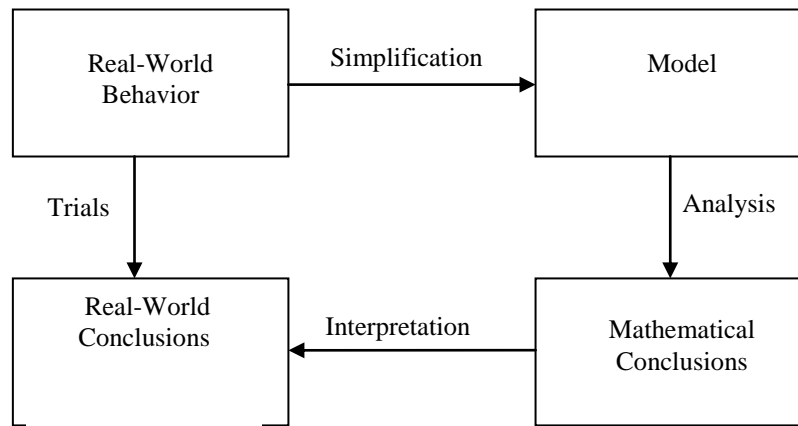 Real-World
Behavior
Simplification
Model
Trials
Analysis
Real-World
Conclusions
Interpretation
Mathematical
Conclusions